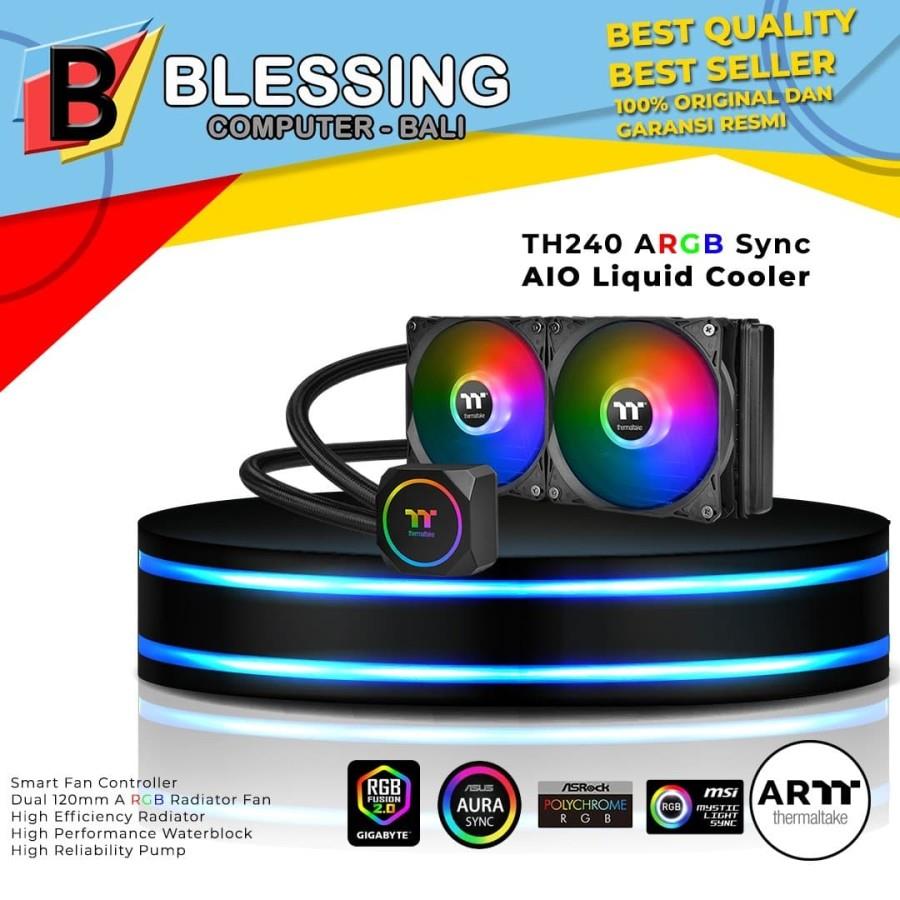 B BLESSING
COMPUTER - BALI
BEST QUALITY
BEST SELLER
100% ORIGINAL DAN
GARANSI RESMI
TH240 ARGB Sync
AIO Liquid Cooler
thermaltake
thermaltake
thermaltake
Smart Fan Controller
Dual 120mm A RGB Radiator Fan
High Efficiency Radiator
High Performance Waterblock
High Reliability Pump
RGB
FUSION
2.0
GIGABYTE™
ASUS
AURA
SYNC
ASRock
POLYCHROME
RGB
RGB
msi
MYSTIC
LIGHT
SYNC
ARTT
thermaltake